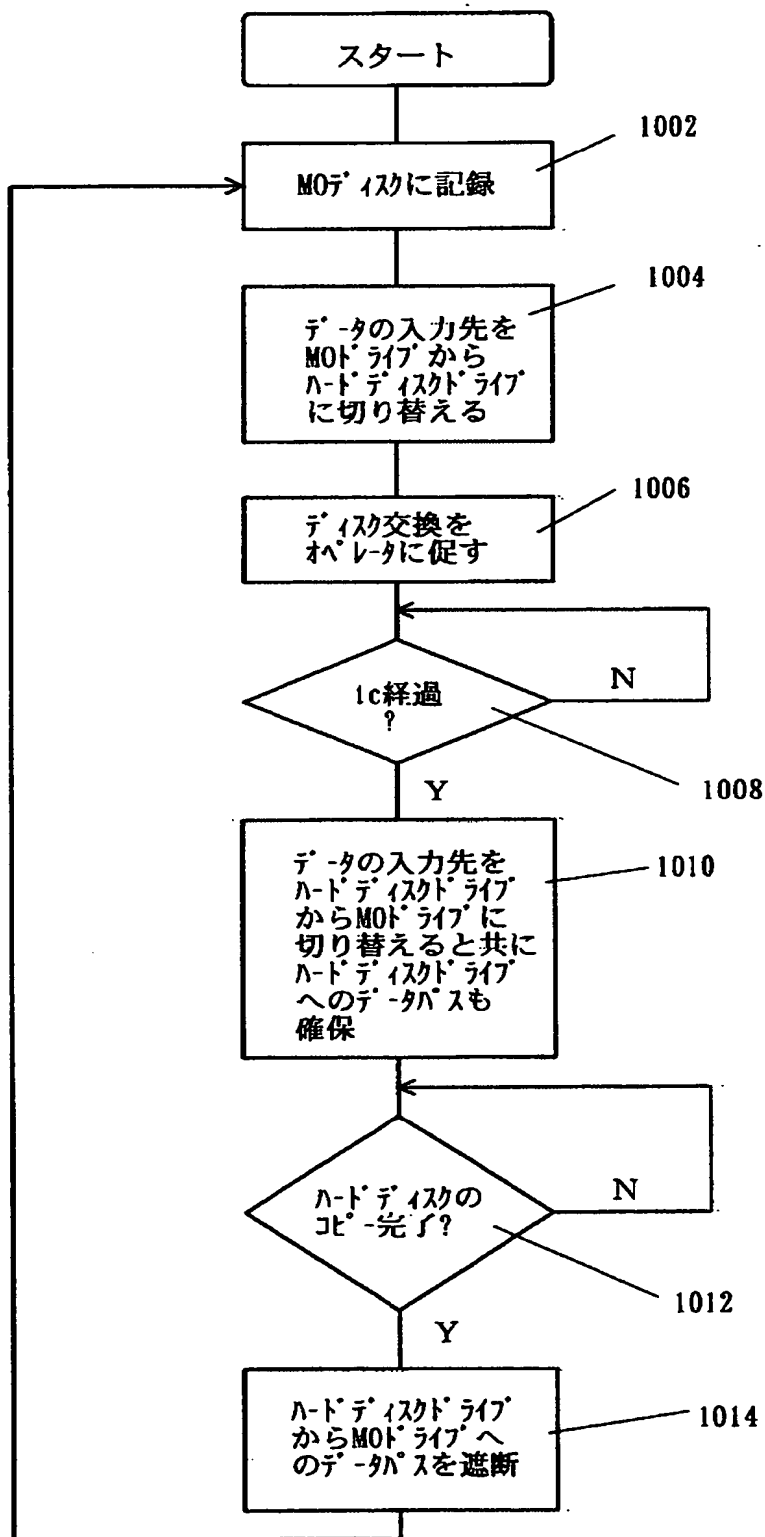 スタート
1002
MOディスクに記録
1004
データの入力先を
MOドライブから
ハードディスクドライブ
に切り替える
1006
ディスク交換を
オペレータに促す
1c経過
?
N
1008
Y
データの入力先を
ハードディスクドライブ
からMOドライブに
切り替えると共に
ハードディスクドライブ
へのデータパスも
確保
1010
ハードディスクの
コピー完了?
N
1012
Y
ハードディスクドライブ
からMOドライブへ
のデータパスを遮断
1014